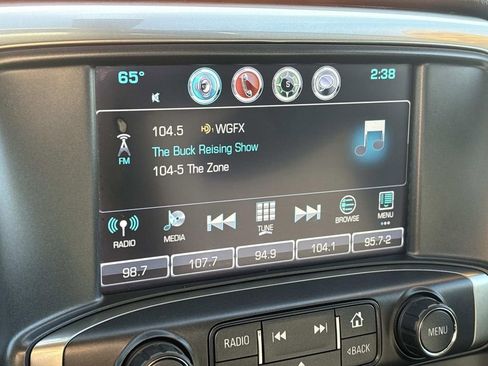 65° 2:38
S
104.5 WGFX
The Buck Reising Show
104-5 The Zone
FM
RADIO MEDIA TUNE BROWSE MENU
98.7 107.7 94.9 104.1 95.7-2
RADIO
BACK
MENU